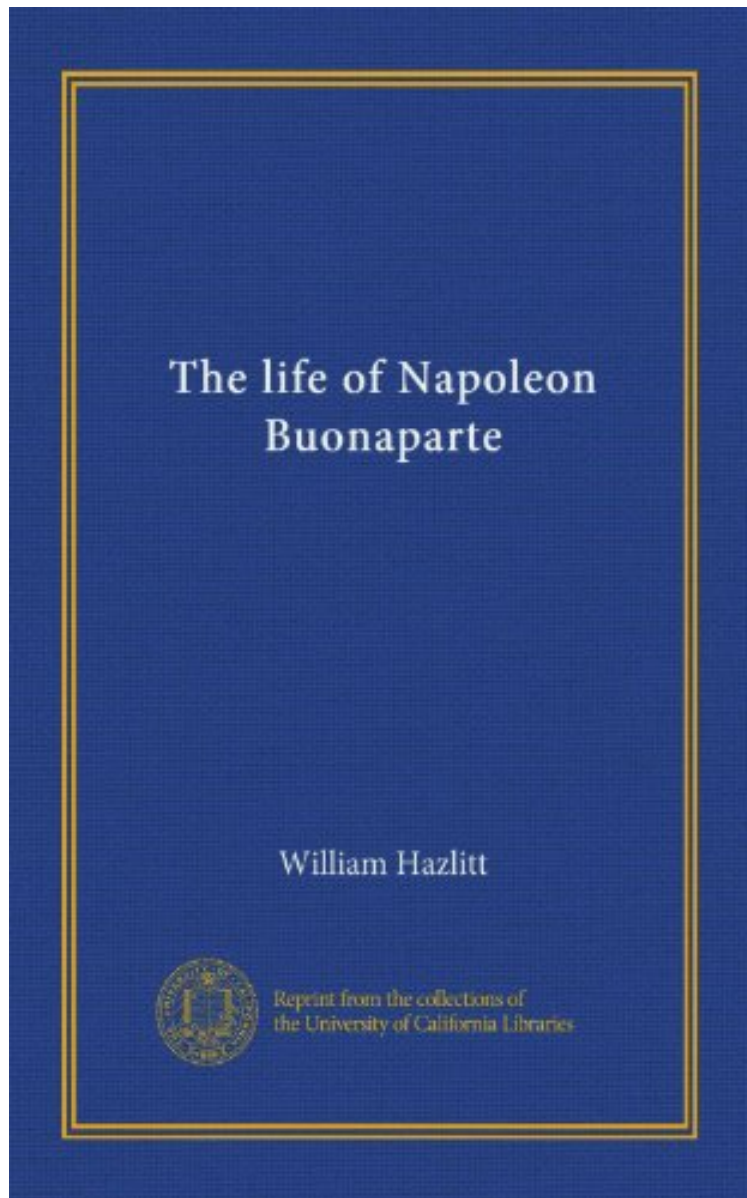 The life of Napoleon
Buonaparte
William Hazlitt
Reprint from the collections of
the University of California Libraries